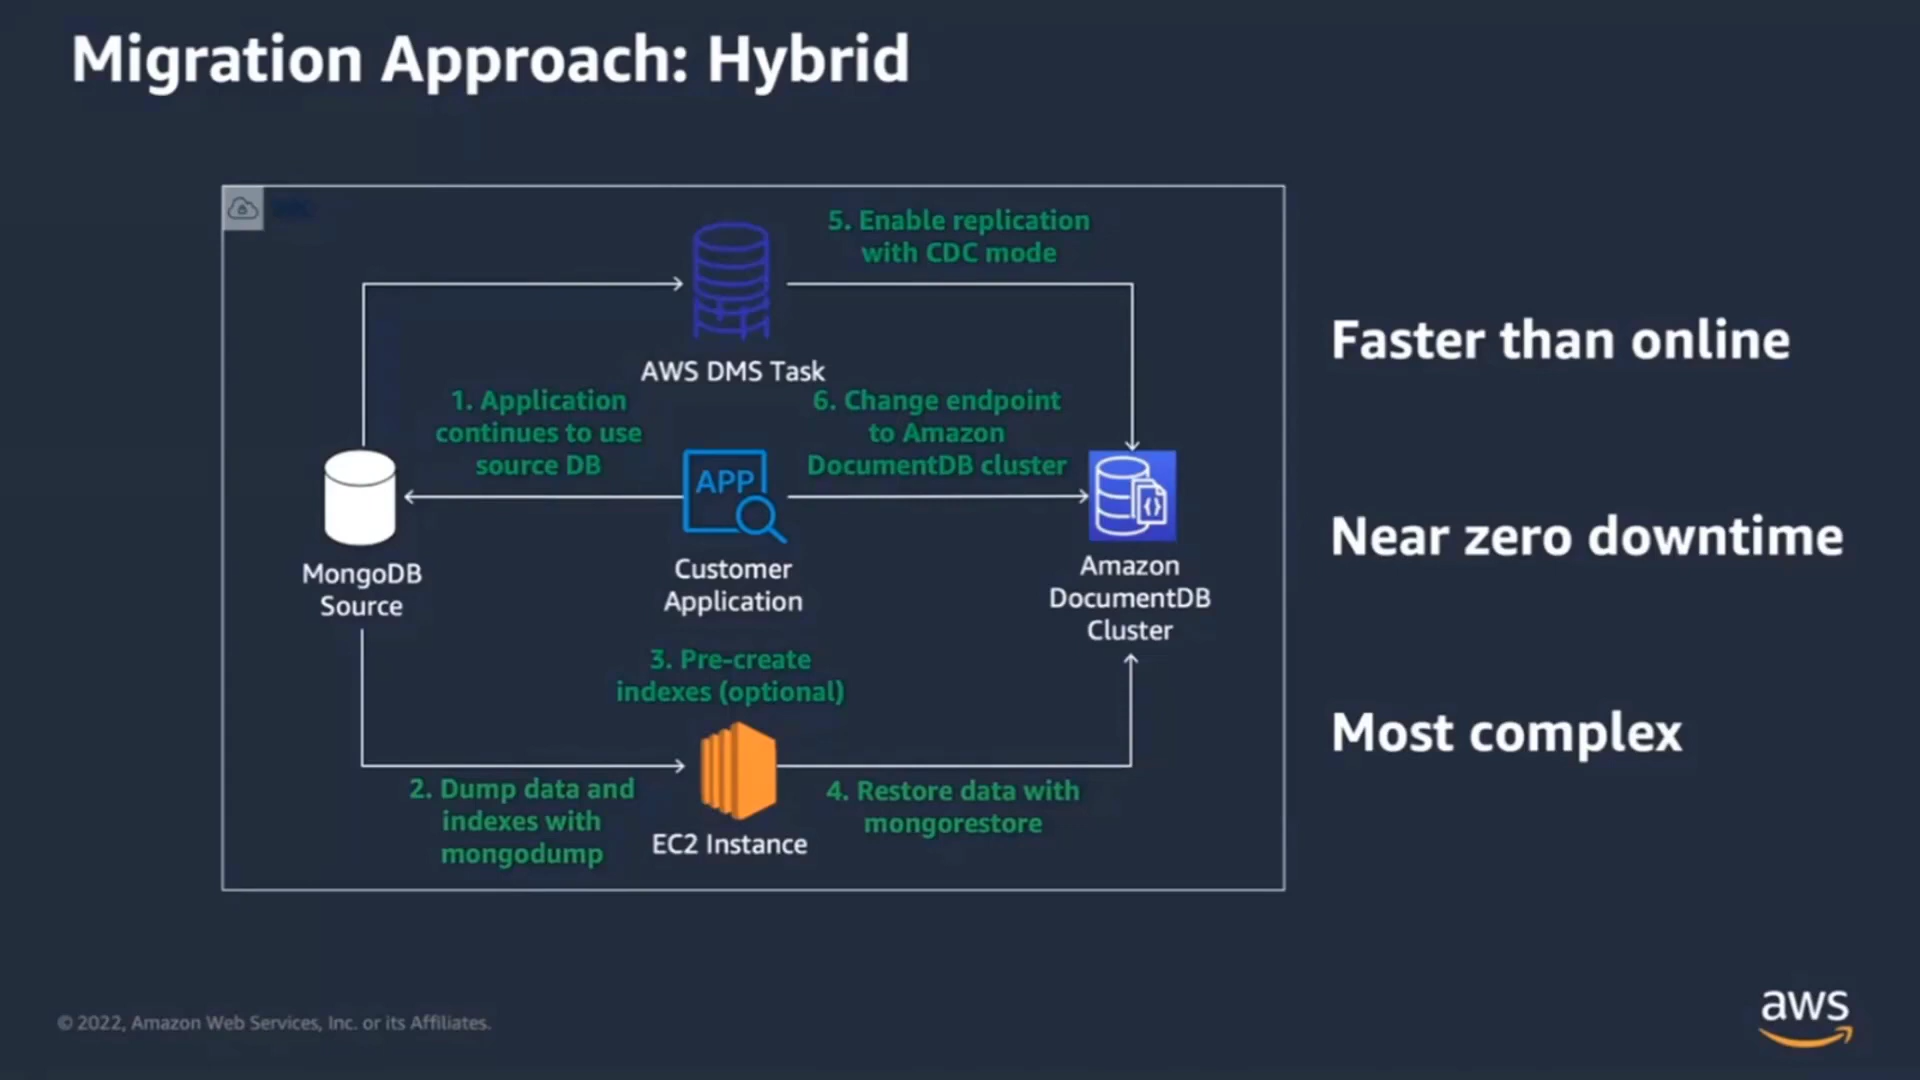 Migration Approach: Hybrid
5. Enable replication
with CDC mode
AWS DMS Task
1. Application
continues to use
source DB
6. Change endpoint
to Amazon
DocumentDB cluster
APP
MongoDB
Source
Customer
Application
Amazon
DocumentDB
Cluster
3. Pre-create
indexes (optional)
2. Dump data and
indexes with
mongodump
EC2 Instance
4. Restore data with
mongorestore
Faster than online
Near zero downtime
Most complex
© 2022, Amazon Web Services, Inc. or its Affiliates.
aws